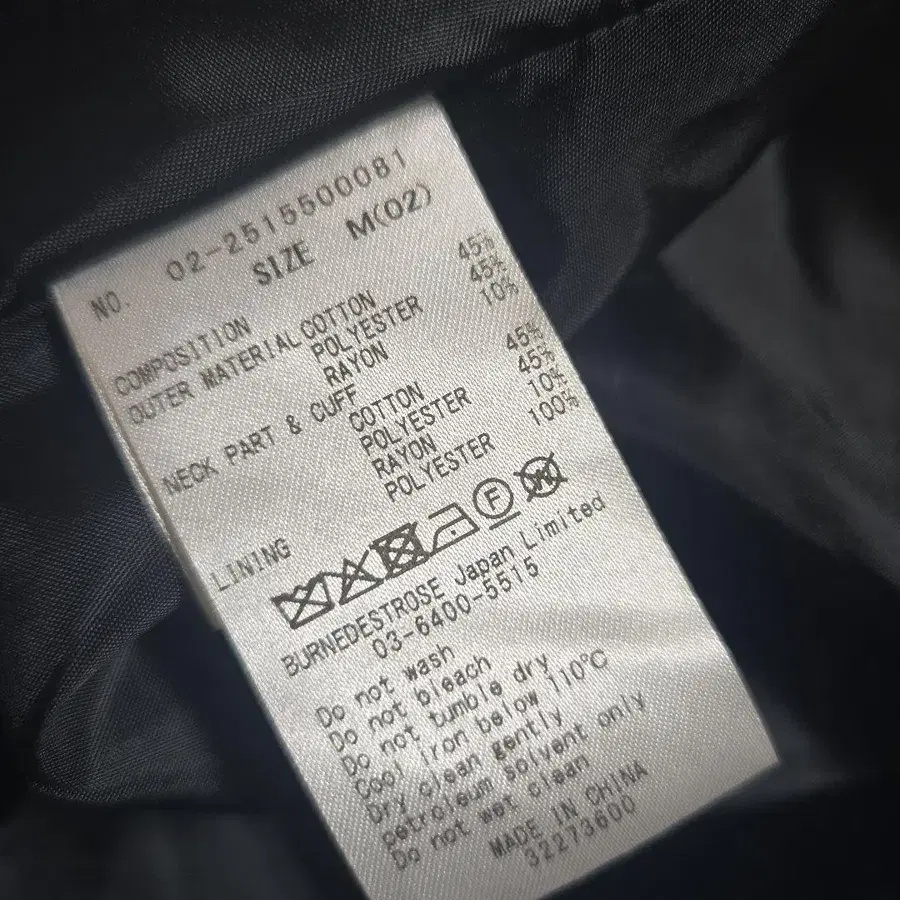 NO. 02-2515500081
SIZE M(02)
COMPOSITION
OUTER MATERIAL COTTON 45%
POLYESTER 45%
RAYON 10%
NECK PART & CUFF
COTTON 45%
POLYESTER 45%
RAYON 10%
LINING POLYESTER 100%
F W
BURNEDESTROSE Japan Limited
03-6400-5515
Do not wash
Do not bleach
Do not tumble dry
Cool iron below 110℃
Dry clean gently
petroleum solvent only
Do not wet clean
MADE IN CHINA
32273600